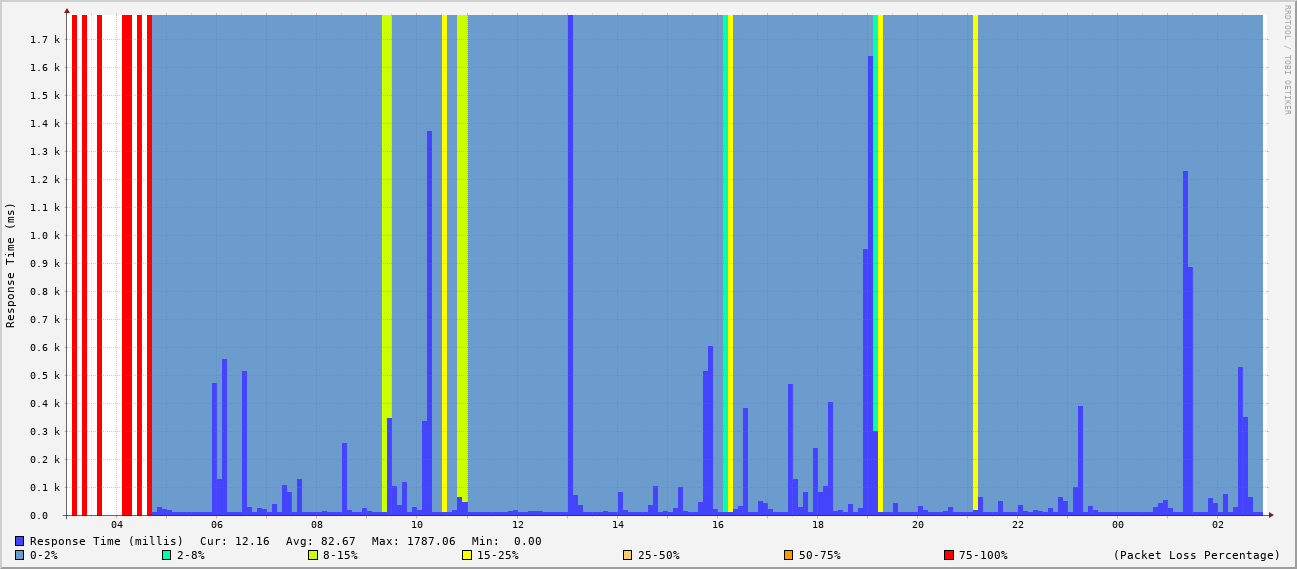 RRDTOOL / TOBI OETIKER
Response Time (ms)
1.7 k
1.6 k
1.5 k
1.4 k
1.3 k
1.2 k
1.1 k
1.0 k
0.9 k
0.8 k
0.7 k
0.6 k
0.5 k
0.4 k
0.3 k
0.2 k
0.1 k
0.0
04 06 08 10 12 14 16 18 20 22 00 02
Response Time (millis) Cur: 12.16 Avg: 82.67 Max: 1787.06 Min: 0.00
0-2% 2-8% 8-15% 15-25% 25-50% 50-75% 75-100% (Packet Loss Percentage)